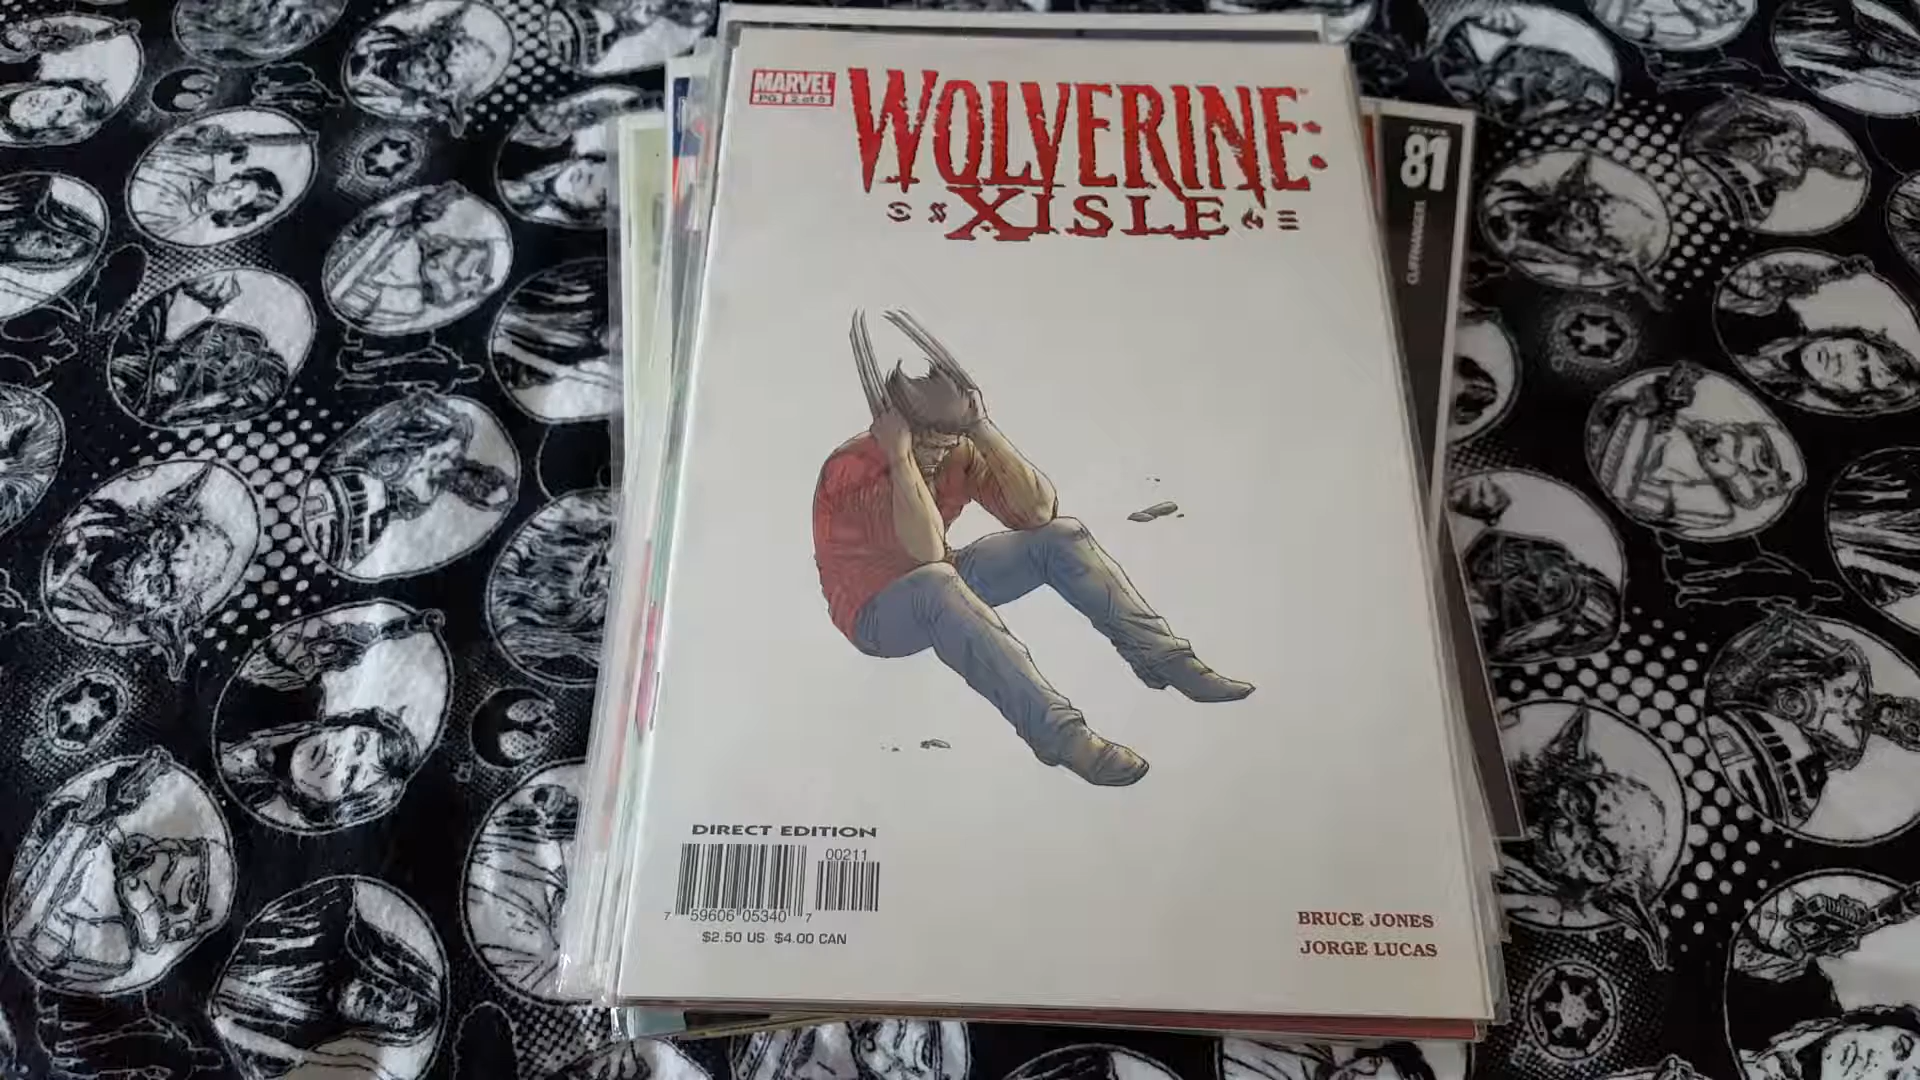 MARVEL
PG 2 of 5
WOLVERINE:
XISLE
81
DIRECT EDITION
00211
7 59606 05340 7
$2.50 US $4.00 CAN
BRUCE JONES
JORGE LUCAS